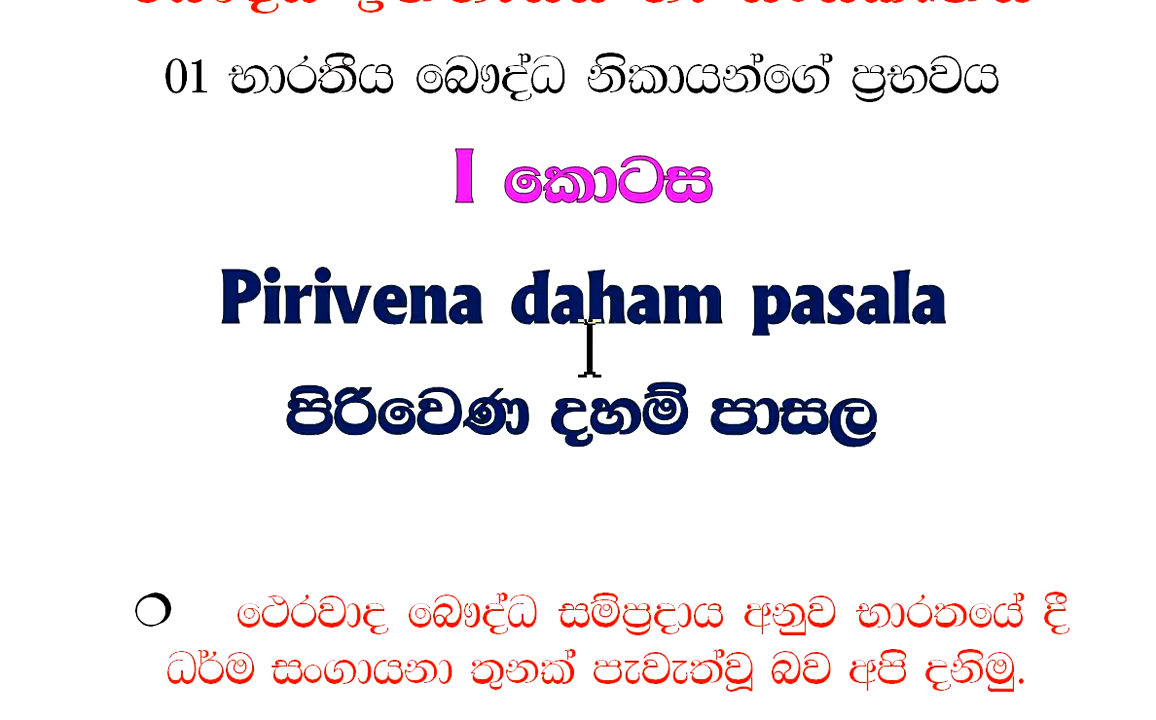 01 භාරතීය බෞද්ධ නිකායන්ගේ ප්‍රභවය
I කොටස
Pirivena daham pasala
පිරිවෙණ දහම් පාසල
ථෙරවාද බෞද්ධ සම්ප්‍රදාය අනුව භාරතයේ දී
ධර්ම සංගායනා තුනක් පැවැත්වූ බව අපි දනිමු.